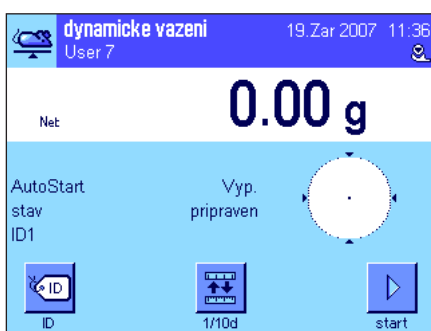 dynamicke vazeni 19.Zar 2007 11:36
User 7
Net 0.00 g
AutoStart Vyp.
stav pripraven
ID1
ID
ID 1/10d start